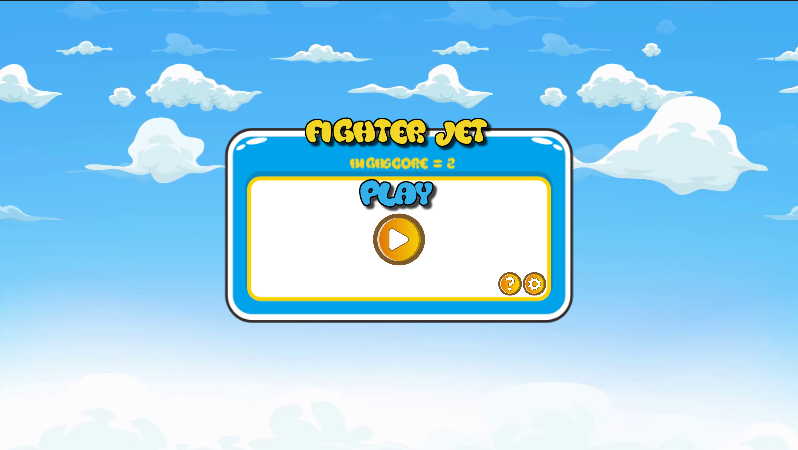 FIGHTER JET
HIGHSCORE = 2
PLAY
?